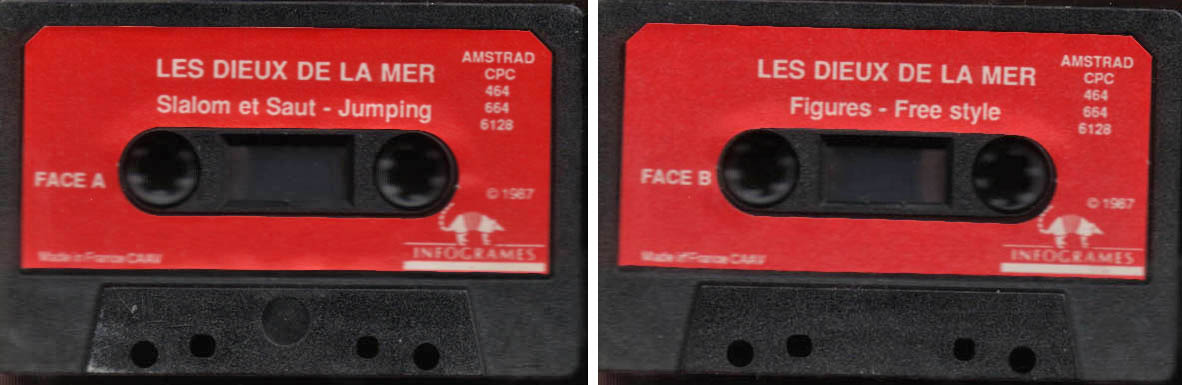 LES DIEUX DE LA MER
Slalom et Saut - Jumping
AMSTRAD
CPC
464
664
6128
FACE A
© 1987
INFOGRAMES
Made in France CAAV
LES DIEUX DE LA MER
Figures - Free style
AMSTRAD
CPC
464
664
6128
FACE B
© 1987
INFOGRAMES
Made in France CAAV